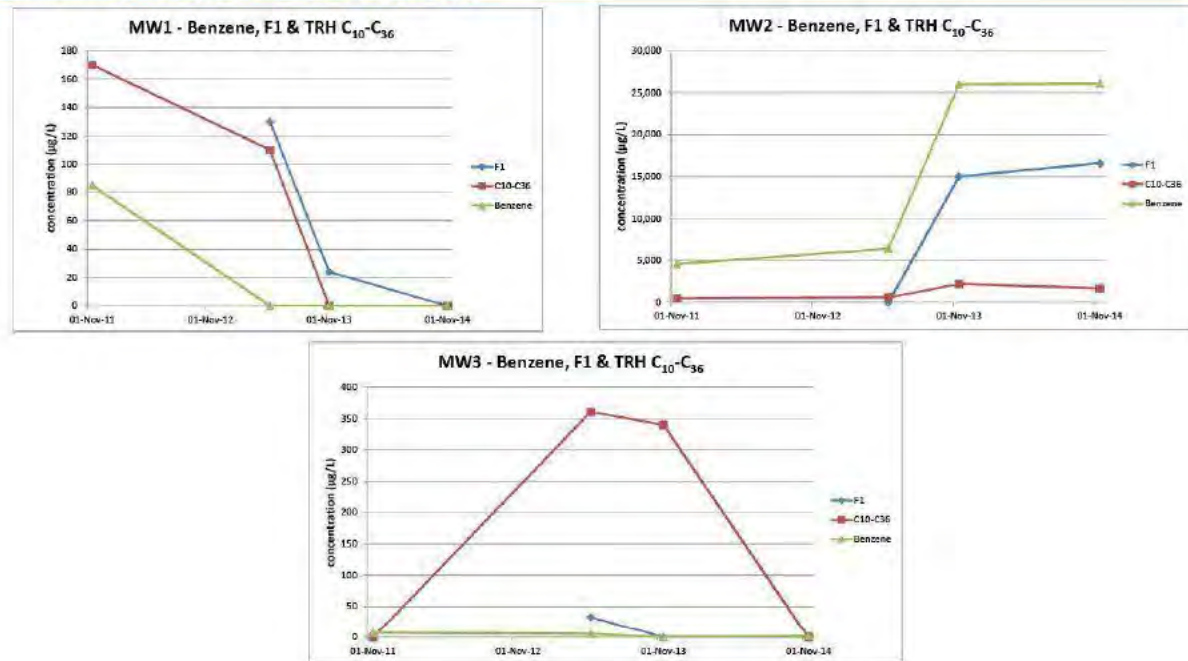 MW1 - Benzene, F1 & TRH C10-C36
180
160
140
120
100
80
60
40
20
0
concentration (µg/L)
01-Nov-11
01-Nov-12
01-Nov-13
01-Nov-14
F1
C10-C36
Benzene
MW2 - Benzene, F1 & TRH C10-C36
30,000
25,000
20,000
15,000
10,000
5,000
0
concentration (µg/L)
01-Nov-11
01-Nov-12
01-Nov-13
01-Nov-14
F1
C10-C36
Benzene
MW3 - Benzene, F1 & TRH C10-C36
400
350
300
250
200
150
100
50
0
concentration (µg/L)
01-Nov-11
01-Nov-12
01-Nov-13
01-Nov-14
F1
C10-C36
Benzene